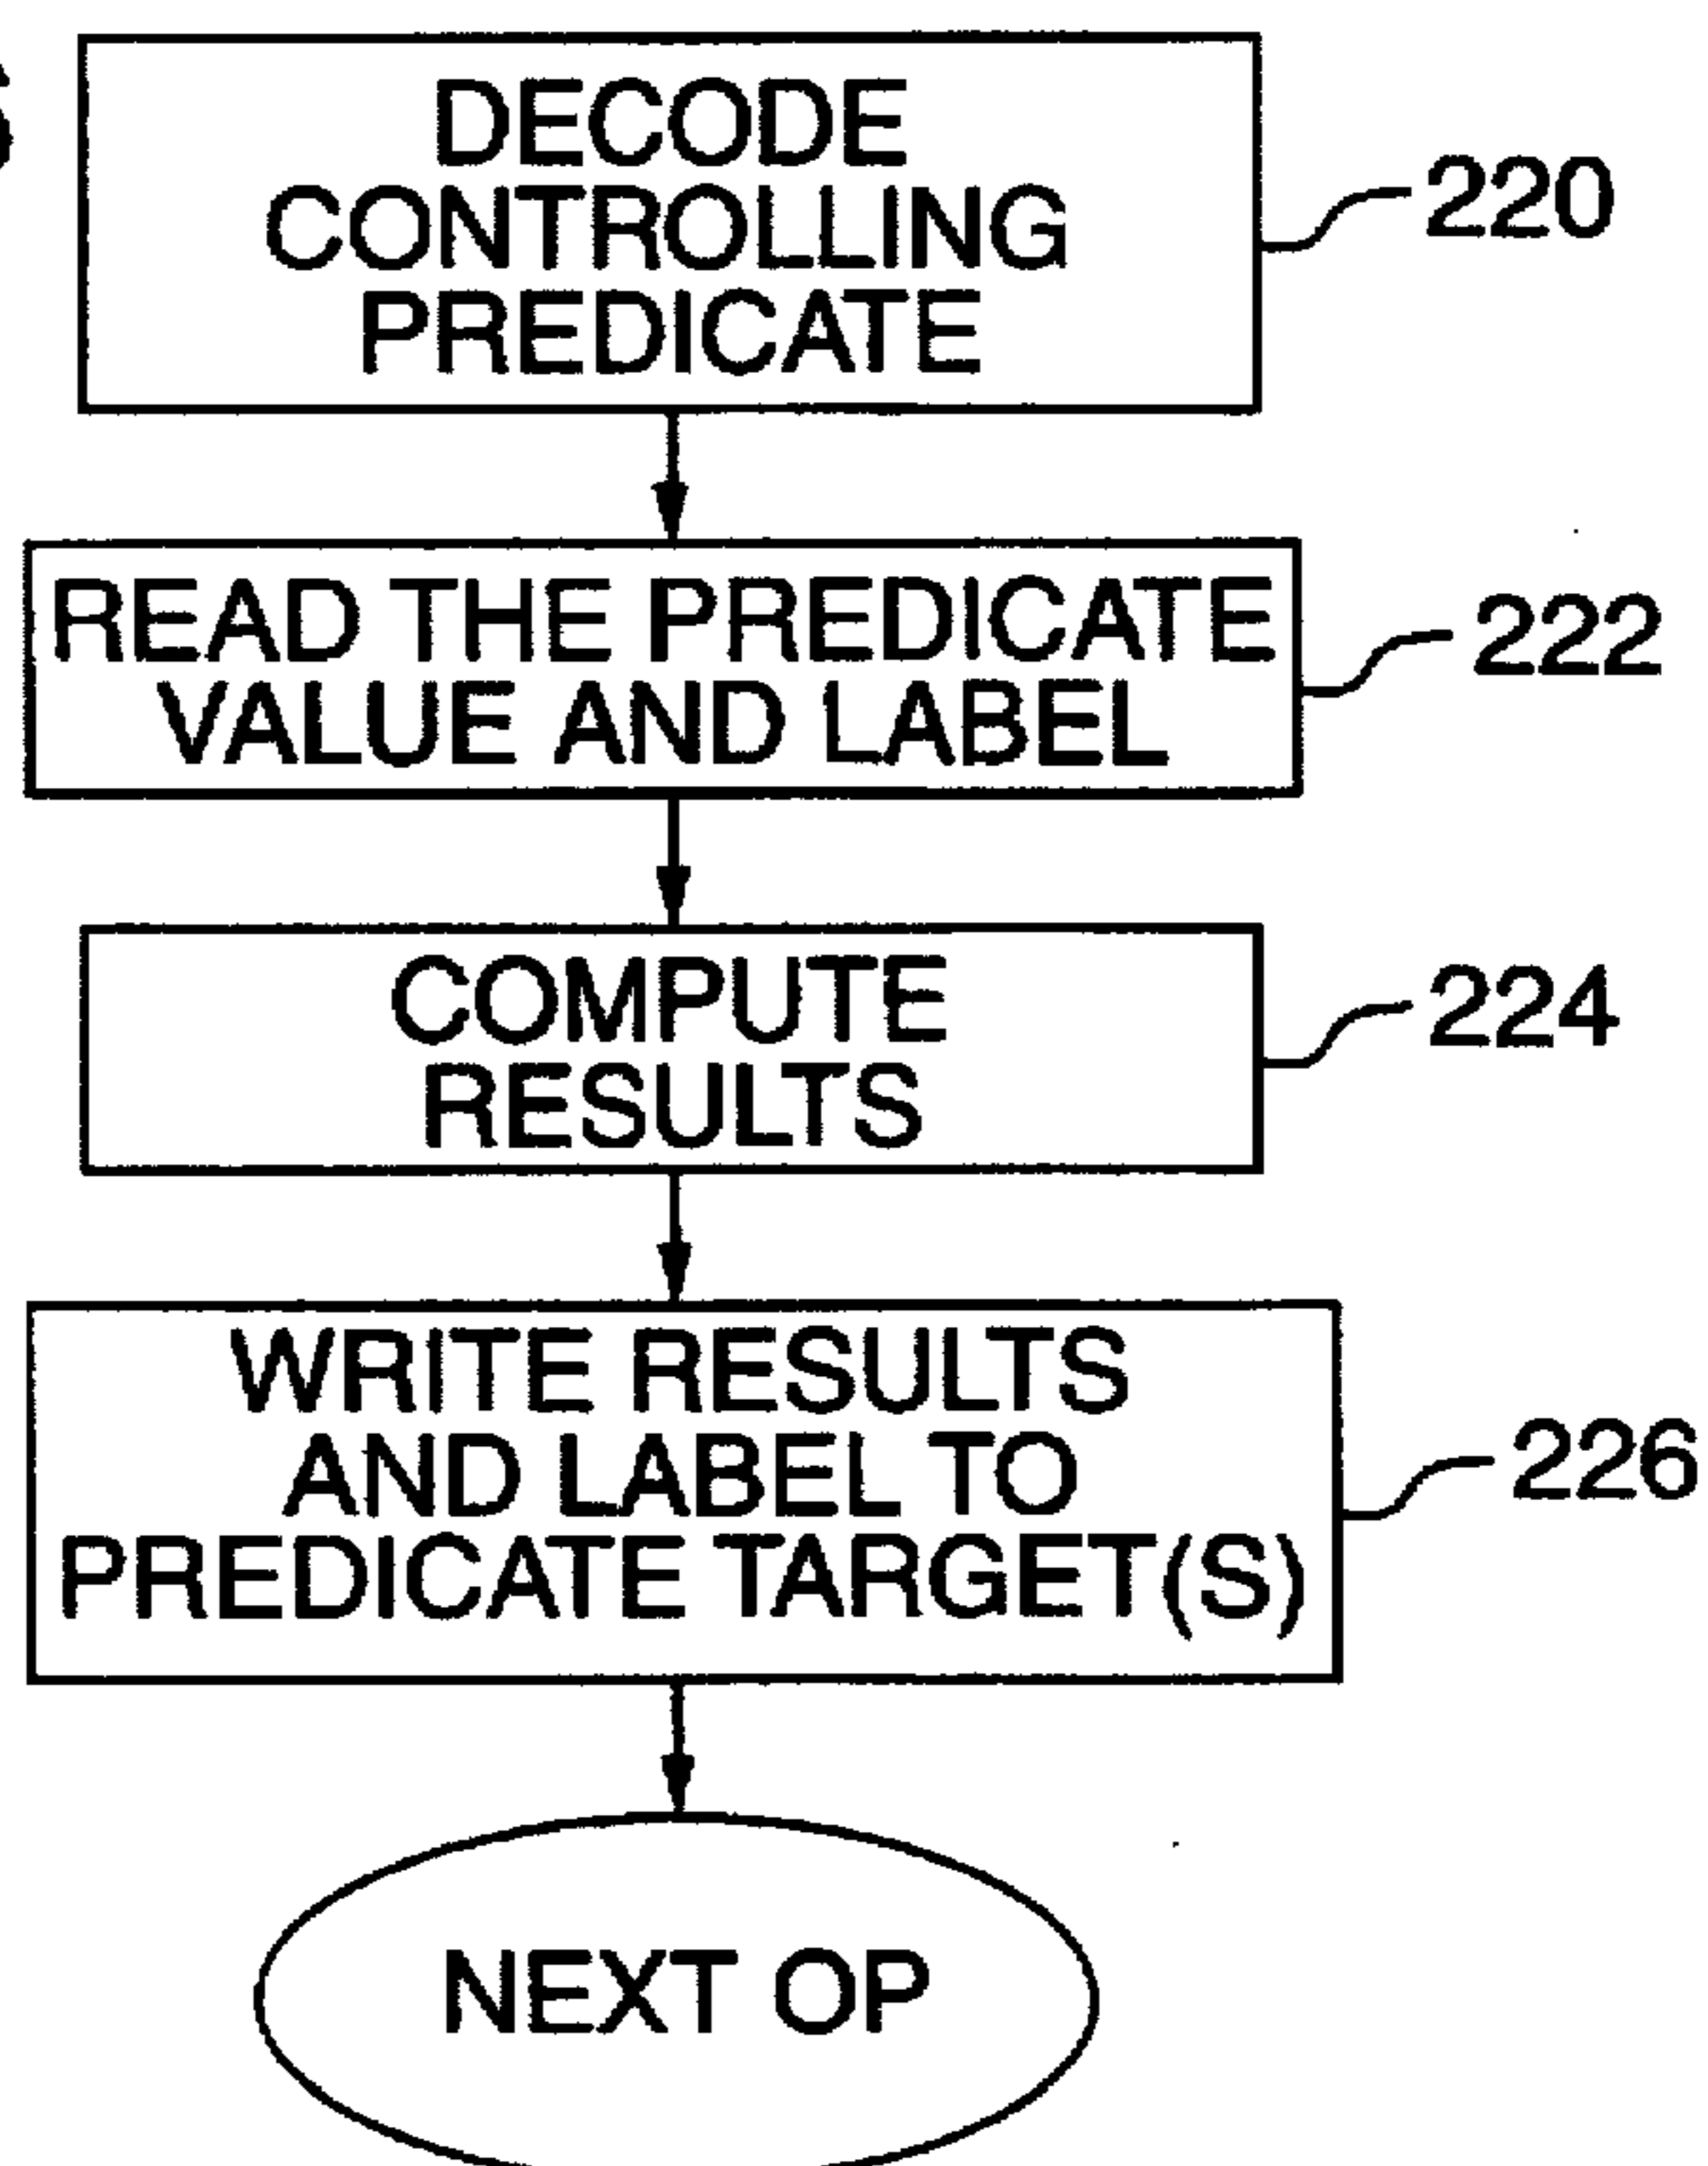 DECODE
CONTROLLING
PREDICATE
220
READ THE PREDICATE
VALUE AND LABEL
222
COMPUTE
RESULTS
224
WRITE RESULTS
AND LABEL TO
PREDICATE TARGET(S)
226
NEXT OP